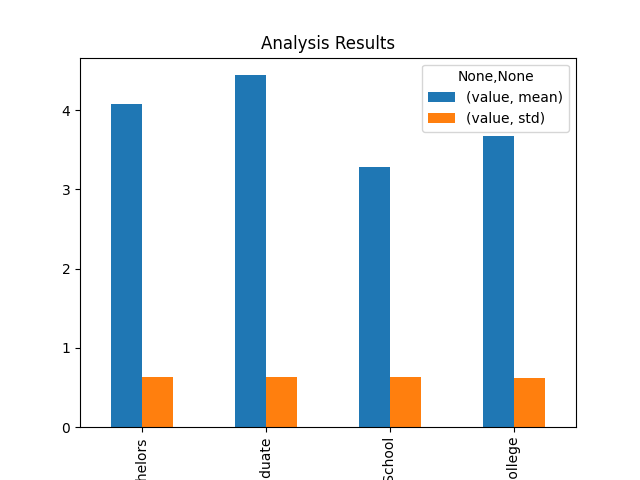 Analysis Results
None,None
(value, mean)
(value, std)
4
3
2
1
0
helors
duate
School
ollege